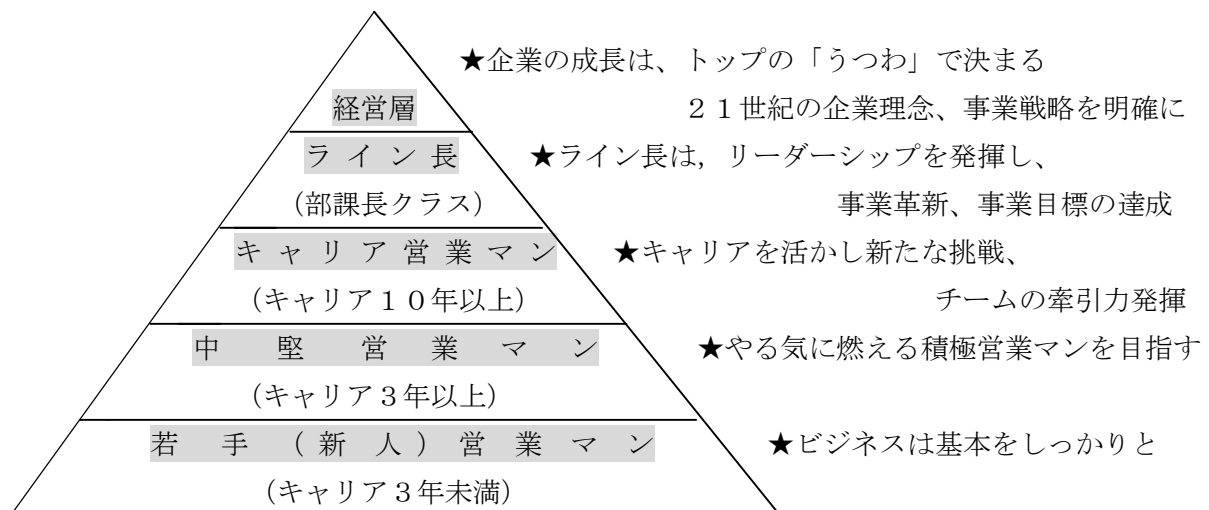 ★企業の成長は、トップの「うつわ」で決まる
経営層
２１世紀の企業理念、事業戦略を明確に
ライン長
★ライン長は，リーダーシップを発揮し、
（部課長クラス）
事業革新、事業目標の達成
キャリア営業マン
★キャリアを活かし新たな挑戦、
（キャリア１０年以上）
チームの牽引力発揮
中堅営業マン
★やる気に燃える積極営業マンを目指す
（キャリア３年以上）
若手（新人）営業マン
★ビジネスは基本をしっかりと
（キャリア３年未満）